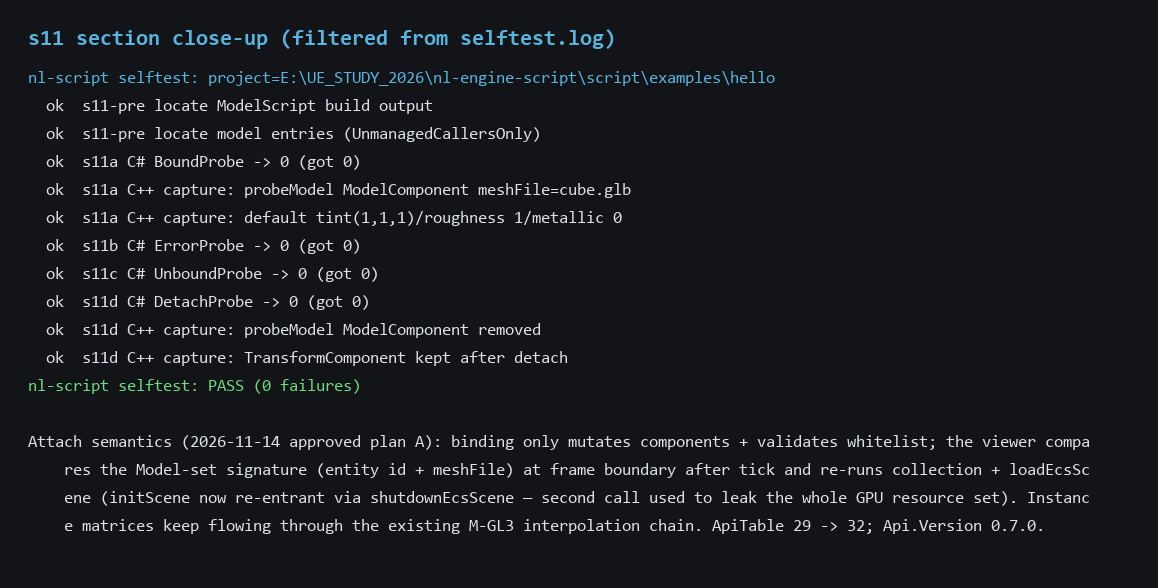 s11 section close-up (filtered from selftest.log)
nl-script selftest: project=E:\UE_STUDY_2026\nl-engine-script\script\examples\hello
ok  s11-pre locate ModelScript build output
ok  s11-pre locate model entries (UnmanagedCallersOnly)
ok  s11a C# BoundProbe -> 0 (got 0)
ok  s11a C++ capture: probeModel ModelComponent meshFile=cube.glb
ok  s11a C++ capture: default tint(1,1,1)/roughness 1/metallic 0
ok  s11b C# ErrorProbe -> 0 (got 0)
ok  s11c C# UnboundProbe -> 0 (got 0)
ok  s11d C# DetachProbe -> 0 (got 0)
ok  s11d C++ capture: probeModel ModelComponent removed
ok  s11d C++ capture: TransformComponent kept after detach
nl-script selftest: PASS (0 failures)
Attach semantics (2026-11-14 approved plan A): binding only mutates components + validates whitelist; the viewer compa
res the Model-set signature (entity id + meshFile) at frame boundary after tick and re-runs collection + loadEcsSc
ene (initScene now re-entrant via shutdownEcsScene — second call used to leak the whole GPU resource set). Instanc
e matrices keep flowing through the existing M-GL3 interpolation chain. ApiTable 29 -> 32; Api.Version 0.7.0.